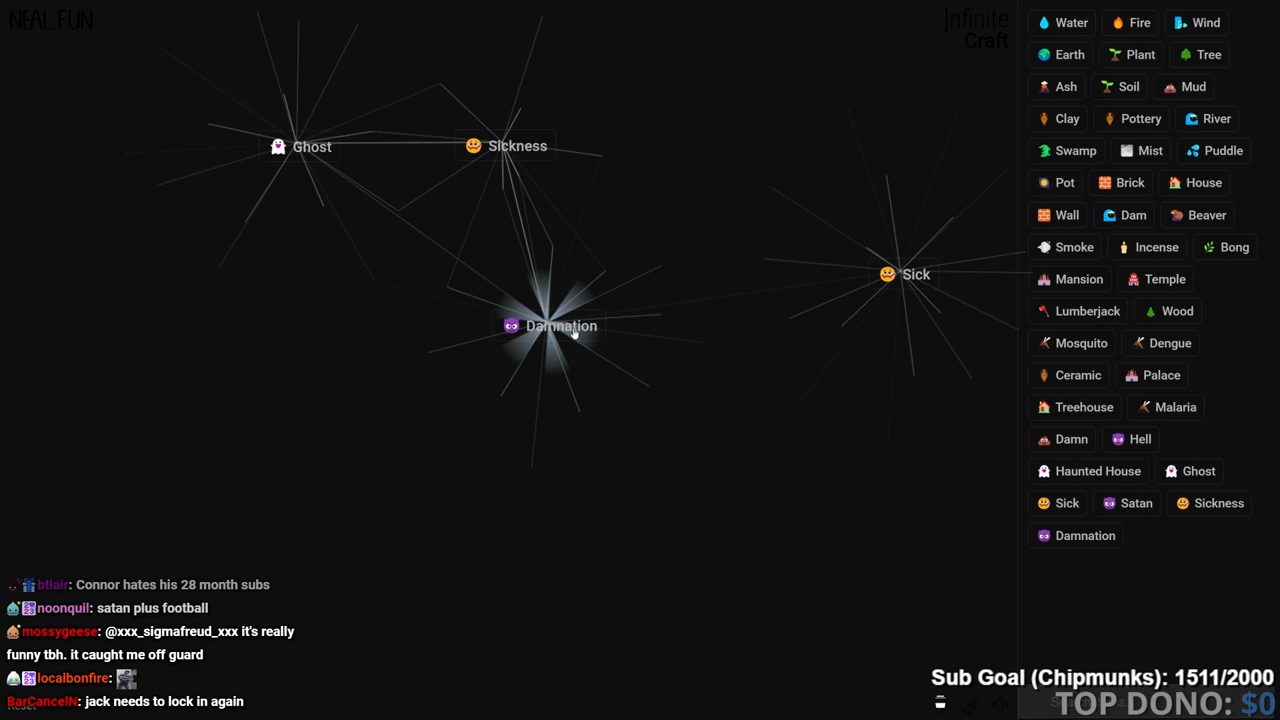 NEAL.FUN
Infinite
Craft
Ghost
Sickness
Sick
Damnation
Water Fire Wind
Earth Plant Tree
Ash Soil Mud
Clay Pottery River
Swamp Mist Puddle
Pot Brick House
Wall Dam Beaver
Smoke Incense Bong
Mansion Temple
Lumberjack Wood
Mosquito Dengue
Ceramic Palace
Treehouse Malaria
Damn Hell
Haunted House Ghost
Sick Satan Sickness
Damnation
btlair: Connor hates his 28 month subs
noonquil: satan plus football
mossygeese: @xxx_sigmafreud_xxx it's really
funny tbh. it caught me off guard
localbonfire:
BarCancelN: jack needs to lock in again
Reset
Sub Goal (Chipmunks): 1511/2000
TOP DONO: $0